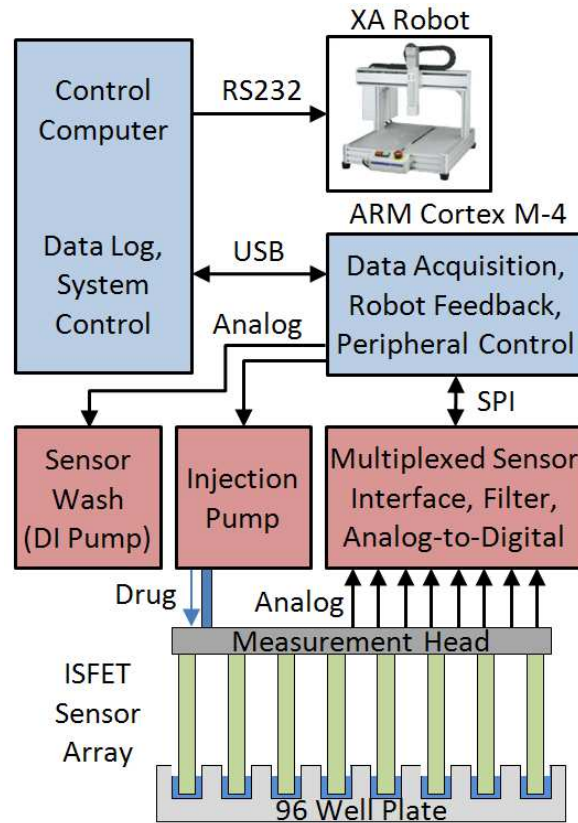 XA Robot
Control
Computer
RS232
ARM Cortex M-4
Data Log,
System
Control
USB
Data Acquisition,
Robot Feedback,
Peripheral Control
Analog
SPI
Sensor
Wash
(DI Pump)
Injection
Pump
Multiplexed Sensor
Interface, Filter,
Analog-to-Digital
Drug
Analog
Measurement Head
ISFET
Sensor
Array
96 Well Plate